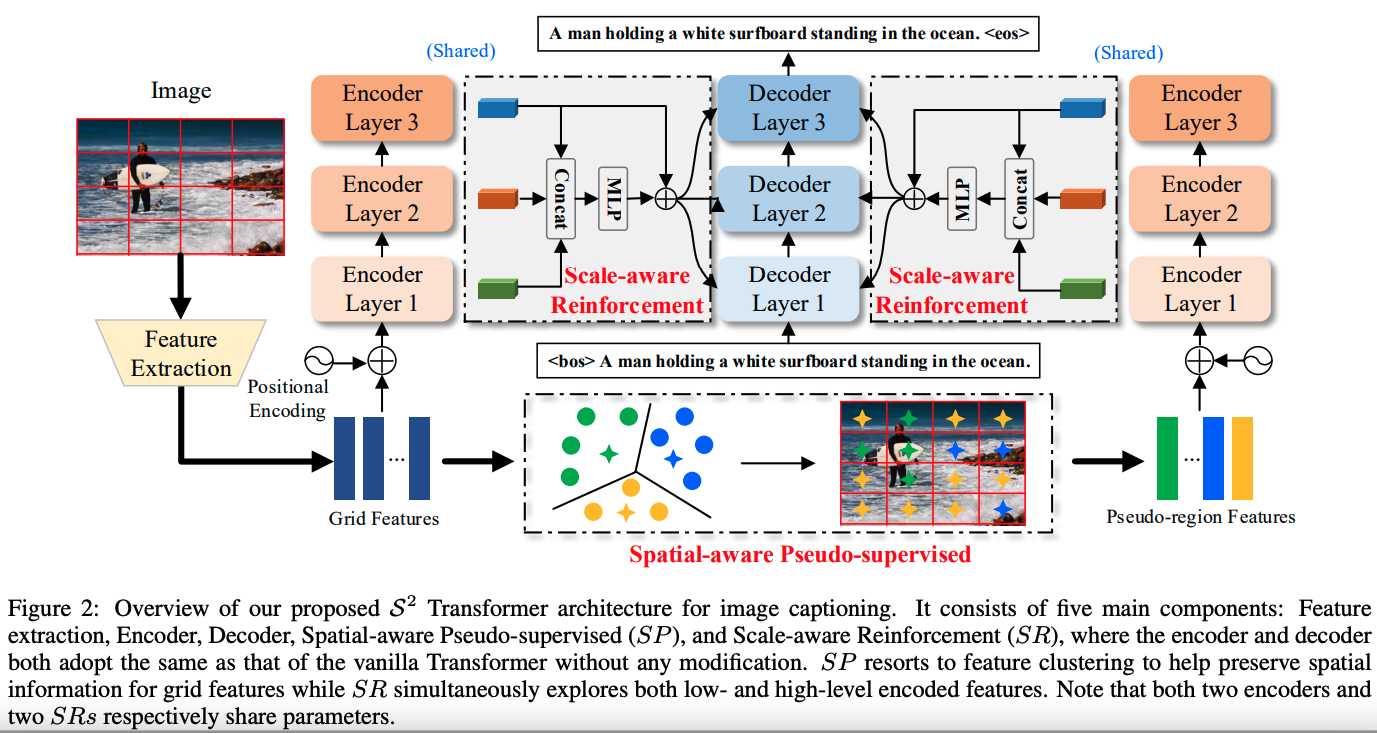 A man holding a white surfboard standing in the ocean. <eos>
(Shared)
(Shared)
Image
Encoder
Layer 3
Encoder
Layer 2
Encoder
Layer 1
Concat
MLP
Scale-aware
Reinforcement
Decoder
Layer 3
Decoder
Layer 2
Decoder
Layer 1
MLP
Concat
Scale-aware
Reinforcement
Encoder
Layer 3
Encoder
Layer 2
Encoder
Layer 1
Feature
Extraction
Positional
Encoding
<bos> A man holding a white surfboard standing in the ocean.
...
Grid Features
...
Pseudo-region Features
Spatial-aware Pseudo-supervised
Figure 2: Overview of our proposed S² Transformer architecture for image captioning. It consists of five main components: Feature
extraction, Encoder, Decoder, Spatial-aware Pseudo-supervised (SP), and Scale-aware Reinforcement (SR), where the encoder and decoder
both adopt the same as that of the vanilla Transformer without any modification. SP resorts to feature clustering to help preserve spatial
information for grid features while SR simultaneously explores both low- and high-level encoded features. Note that both two encoders and
two SRs respectively share parameters.